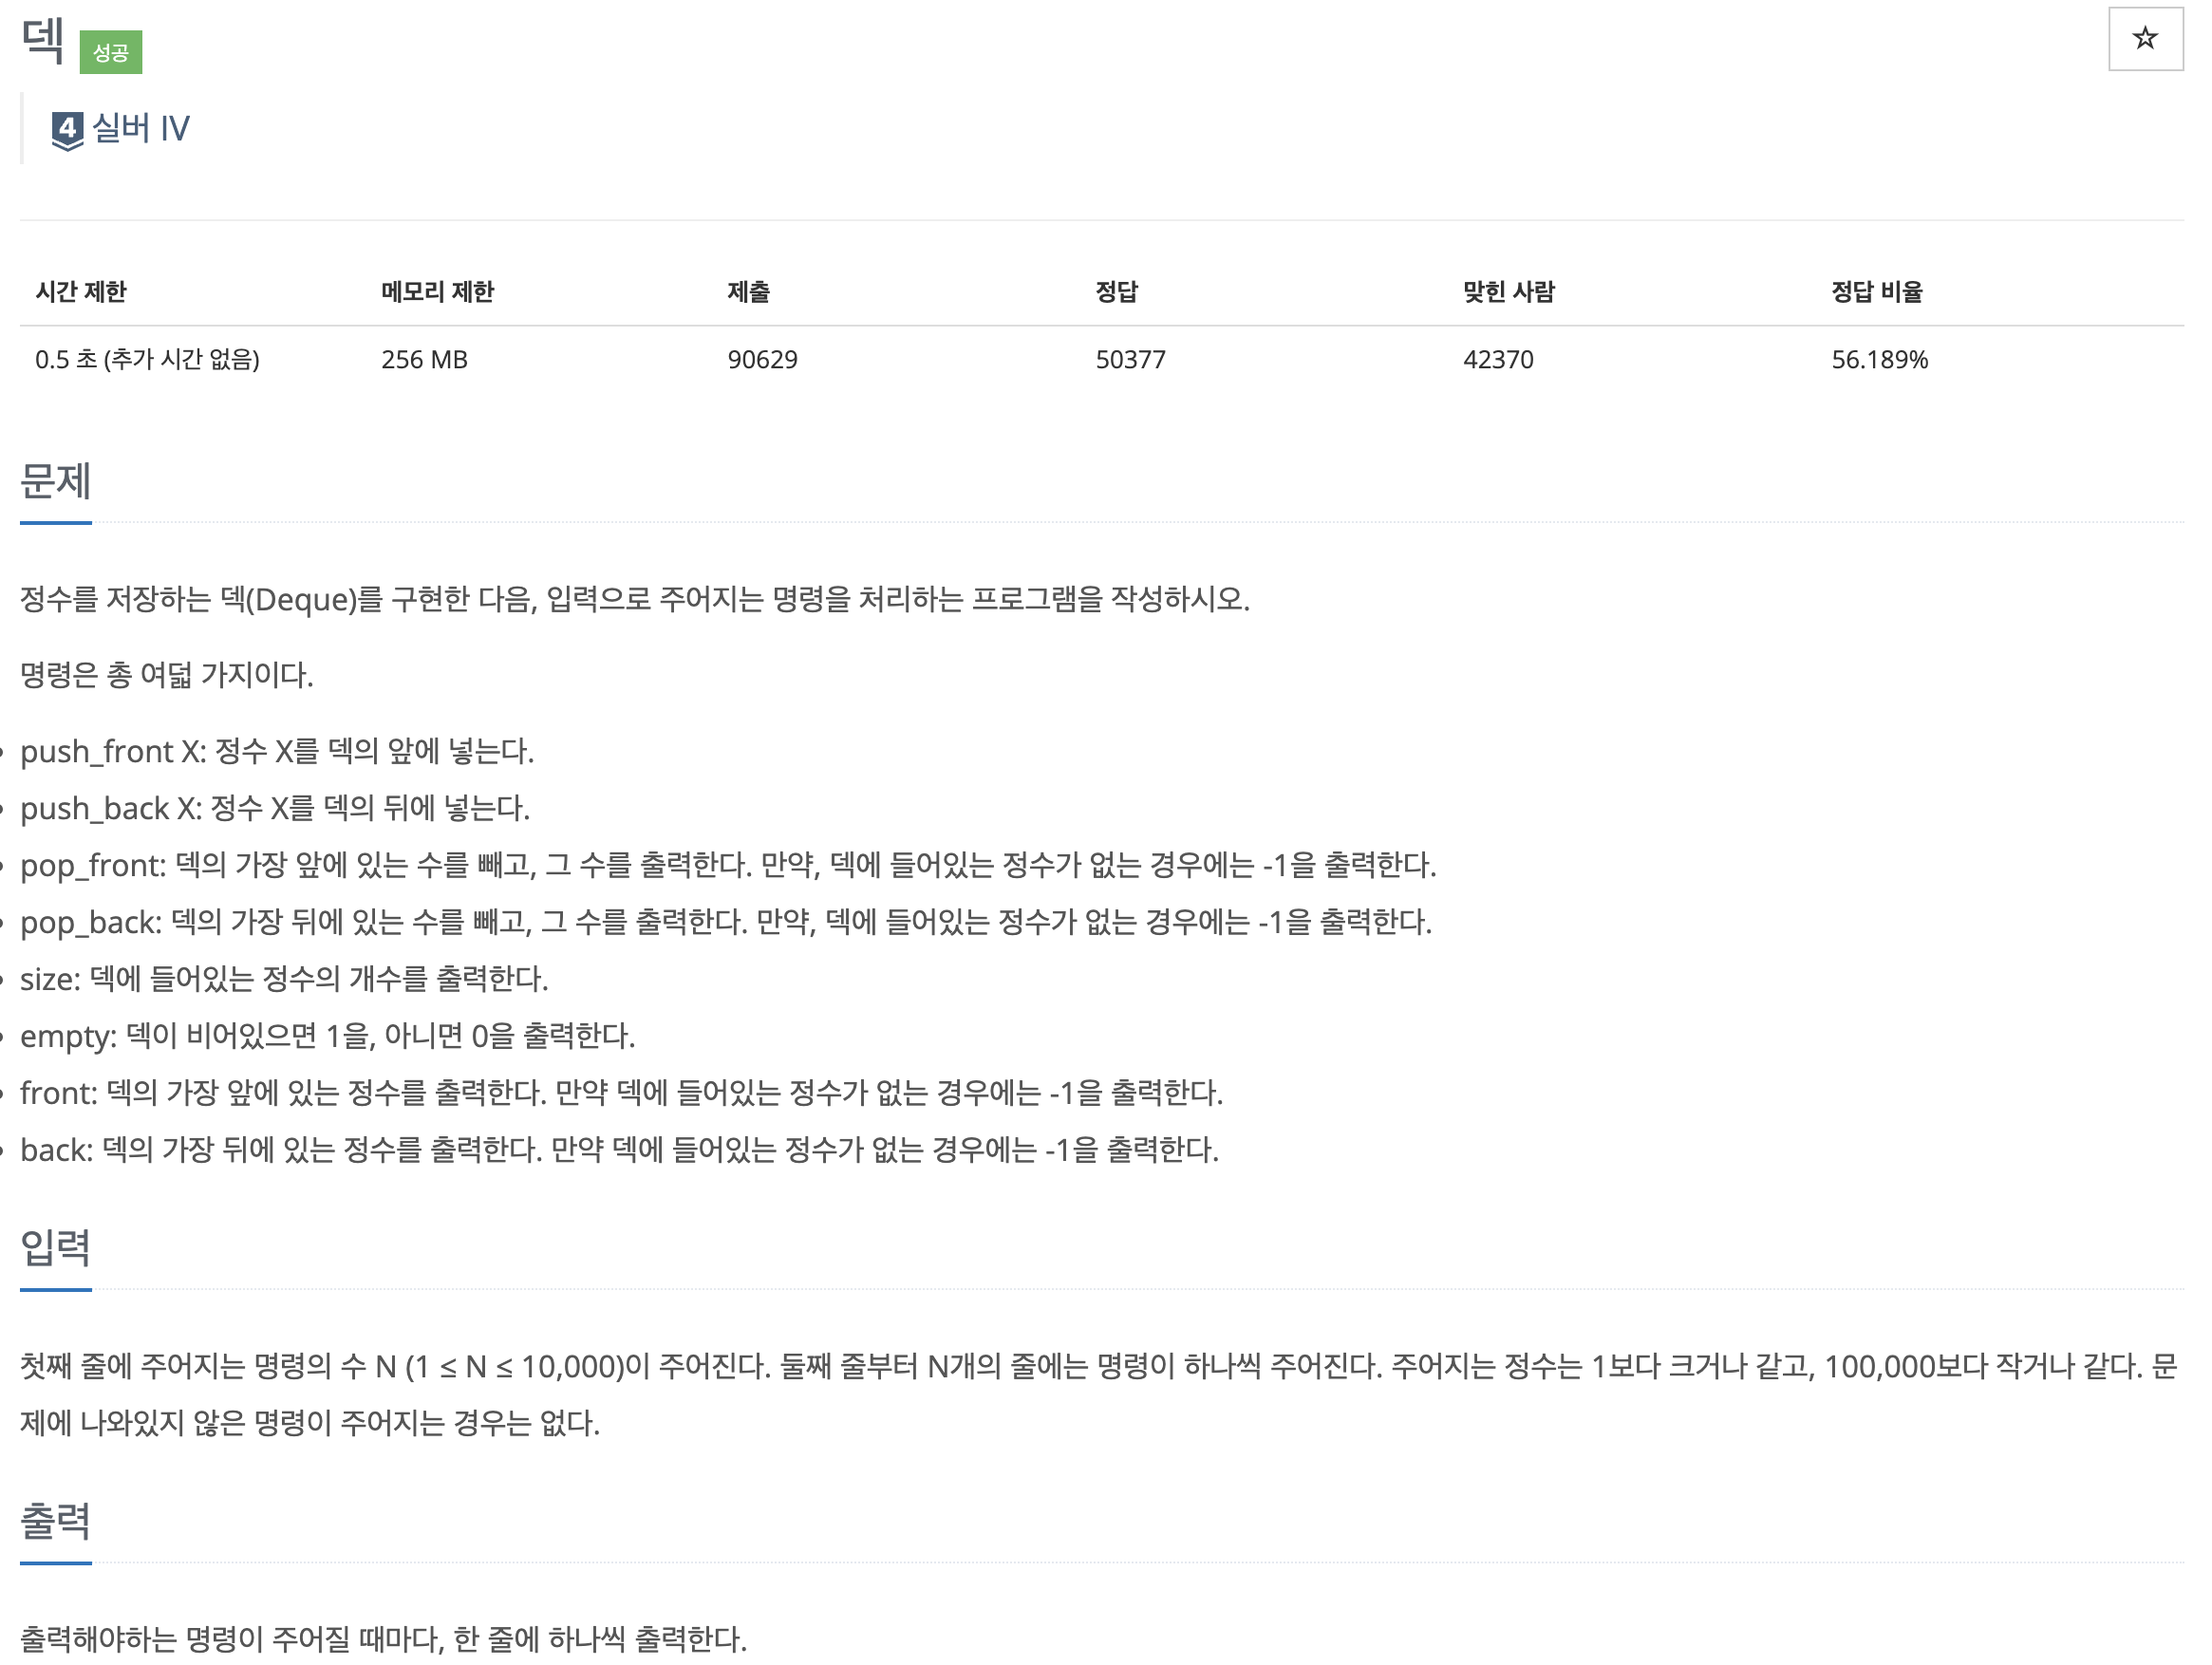 덱 성공
4 실버 IV
시간 제한 메모리 제한 제출 정답 맞힌 사람 정답 비율
0.5 초 (추가 시간 없음) 256 MB 90629 50377 42370 56.189%
문제
정수를 저장하는 덱(Deque)를 구현한 다음, 입력으로 주어지는 명령을 처리하는 프로그램을 작성하시오.
명령은 총 여덟 가지이다.
push_front X: 정수 X를 덱의 앞에 넣는다.
push_back X: 정수 X를 덱의 뒤에 넣는다.
pop_front: 덱의 가장 앞에 있는 수를 빼고, 그 수를 출력한다. 만약, 덱에 들어있는 정수가 없는 경우에는 -1을 출력한다.
pop_back: 덱의 가장 뒤에 있는 수를 빼고, 그 수를 출력한다. 만약, 덱에 들어있는 정수가 없는 경우에는 -1을 출력한다.
size: 덱에 들어있는 정수의 개수를 출력한다.
empty: 덱이 비어있으면 1을, 아니면 0을 출력한다.
front: 덱의 가장 앞에 있는 정수를 출력한다. 만약 덱에 들어있는 정수가 없는 경우에는 -1을 출력한다.
back: 덱의 가장 뒤에 있는 정수를 출력한다. 만약 덱에 들어있는 정수가 없는 경우에는 -1을 출력한다.
입력
첫째 줄에 주어지는 명령의 수 N (1 ≤ N ≤ 10,000)이 주어진다. 둘째 줄부터 N개의 줄에는 명령이 하나씩 주어진다. 주어지는 정수는 1보다 크거나 같고, 100,000보다 작거나 같다. 문
제에 나와있지 않은 명령이 주어지는 경우는 없다.
출력
출력해야하는 명령이 주어질 때마다, 한 줄에 하나씩 출력한다.